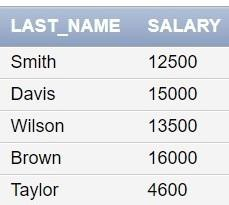 LAST_NAME SALARY
Smith 12500
Davis 15000
Wilson 13500
Brown 16000
Taylor 4600